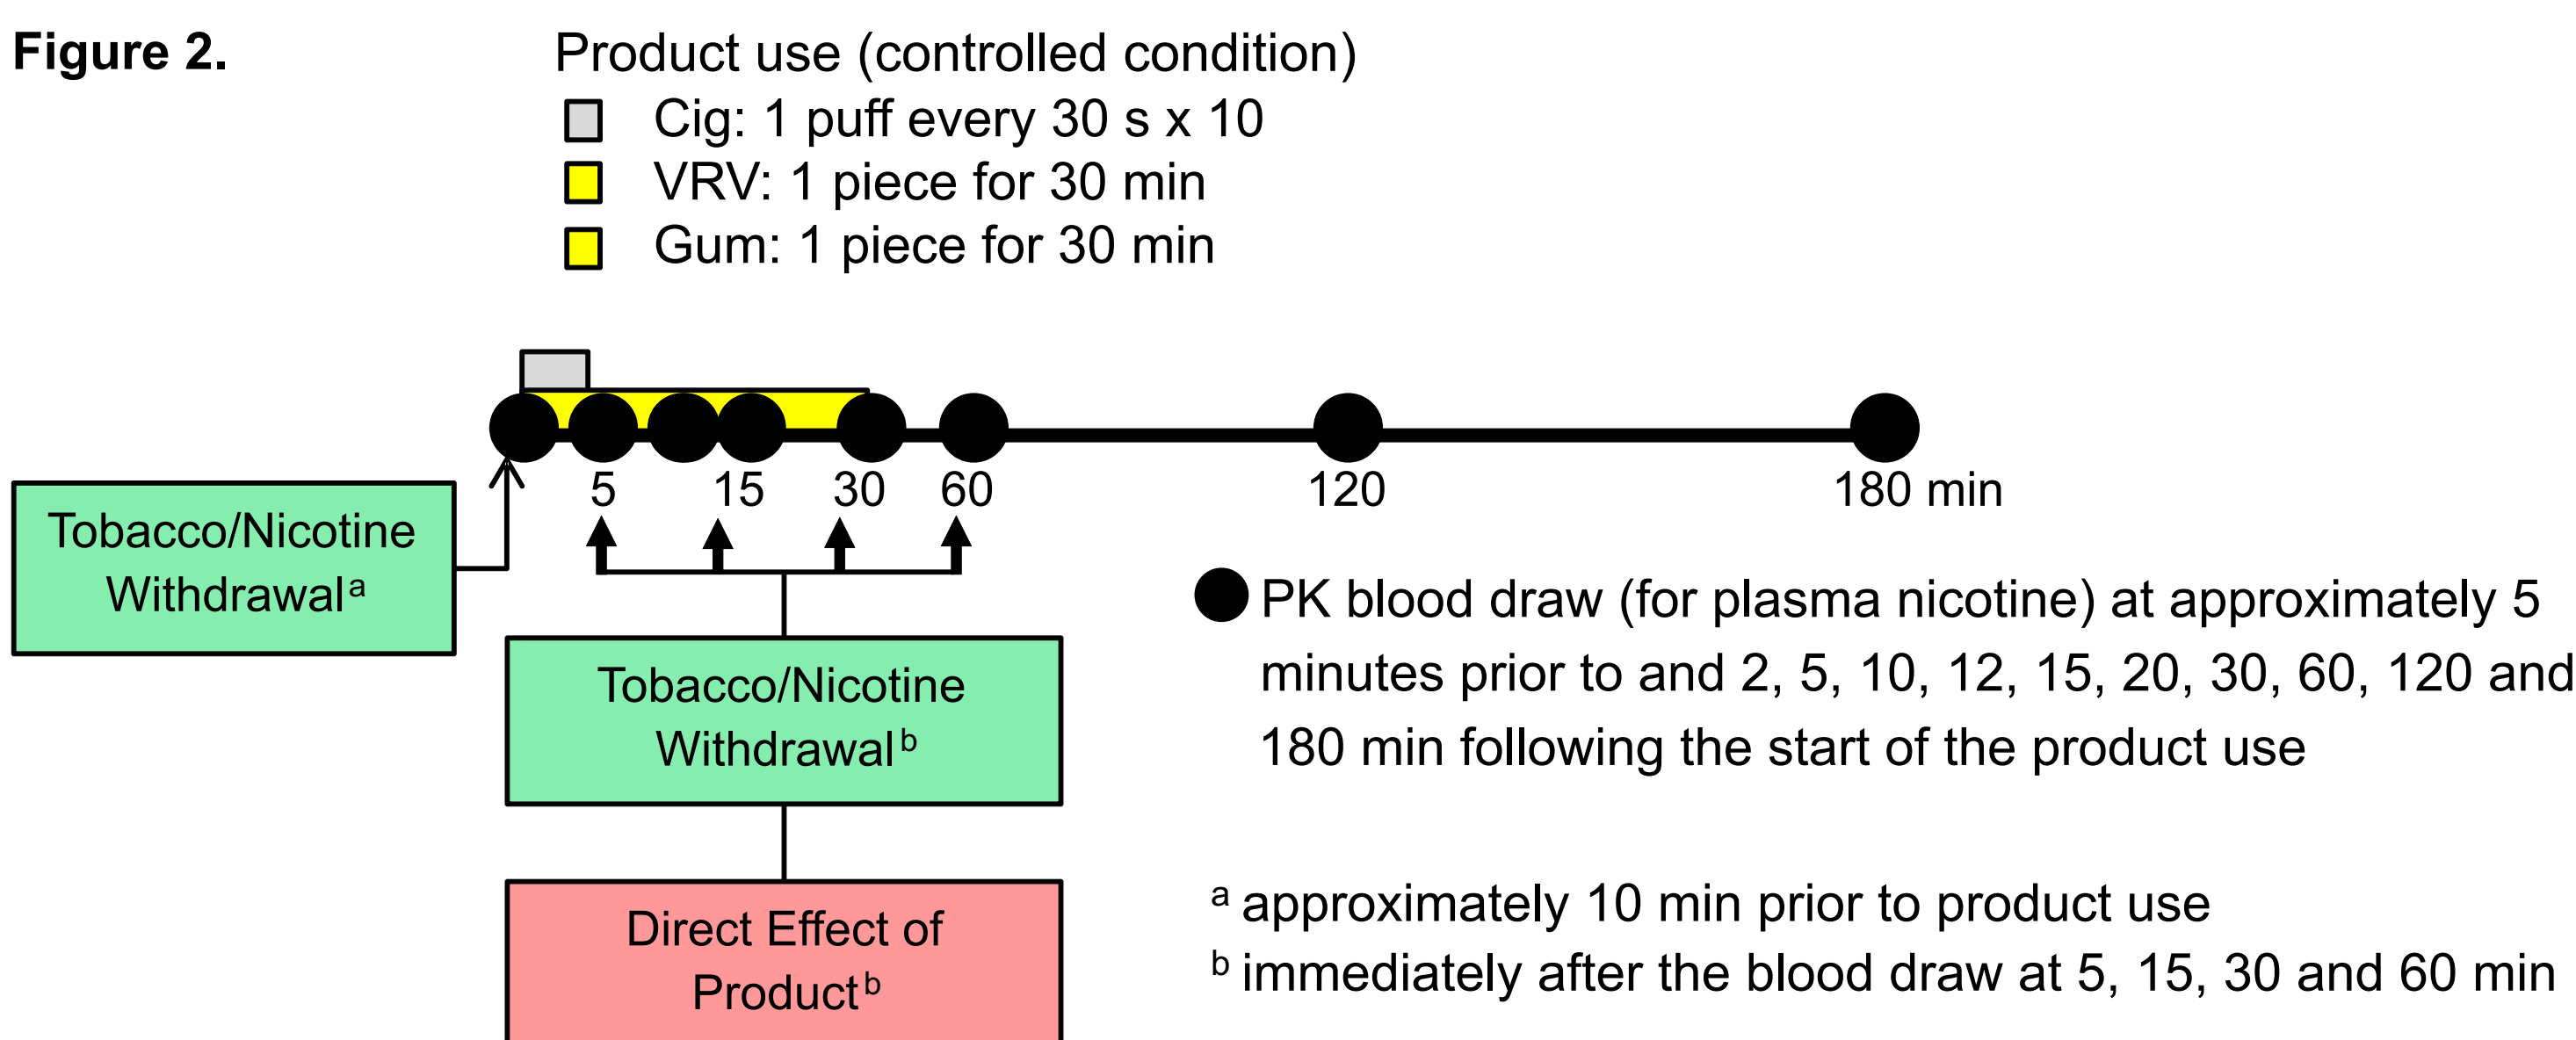 Figure 2.
Product use (controlled condition)
Cig: 1 puff every 30 s x 10
VRV: 1 piece for 30 min
Gum: 1 piece for 30 min
5 15 30 60 120 180 min
Tobacco/Nicotine
Withdrawal a
Tobacco/Nicotine
Withdrawal b
Direct Effect of
Product b
PK blood draw (for plasma nicotine) at approximately 5
minutes prior to and 2, 5, 10, 12, 15, 20, 30, 60, 120 and
180 min following the start of the product use
a approximately 10 min prior to product use
b immediately after the blood draw at 5, 15, 30 and 60 min